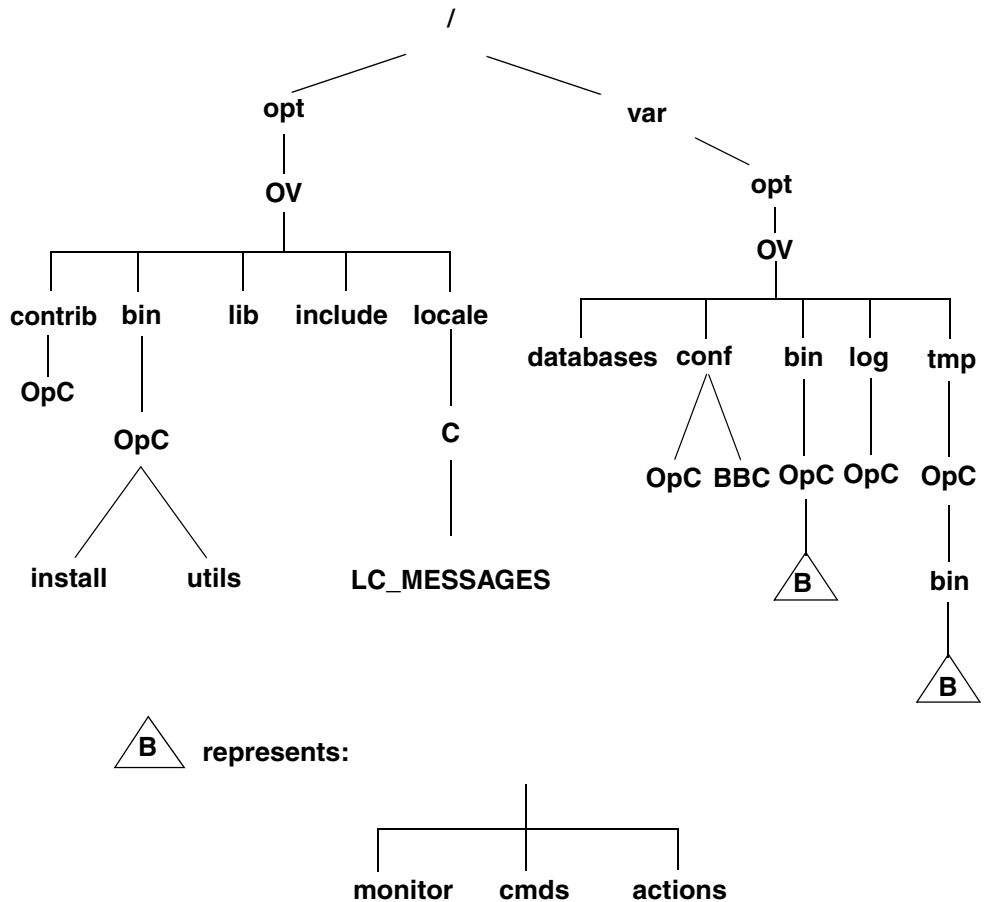 /
opt
var
OV
opt
OV
contrib bin lib include locale
databases conf bin log tmp
OpC
OpC
C
OpC BBC OpC OpC OpC
install utils LC_MESSAGES
B
bin
B
B represents:
monitor cmds actions